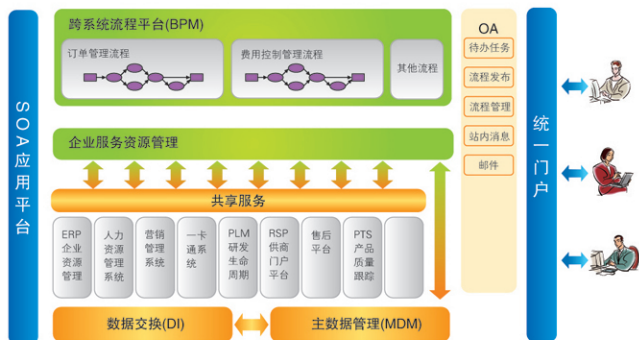 SOA应用平台
跨系统流程平台(BPM)
订单管理流程
费用控制管理流程
其他流程
企业服务资源管理
共享服务
ERP
企业
资源
管理
人力
资源
管理
系统
营销
管理
系统
一卡
通系
统
PLM
研发
生命
周期
RSP
供商
门户
平台
售后
平台
PTS
产品
质量
跟踪
数据交换(DI)
主数据管理(MDM)
OA
待办任务
流程发布
流程管理
站内消息
邮件
统一门户